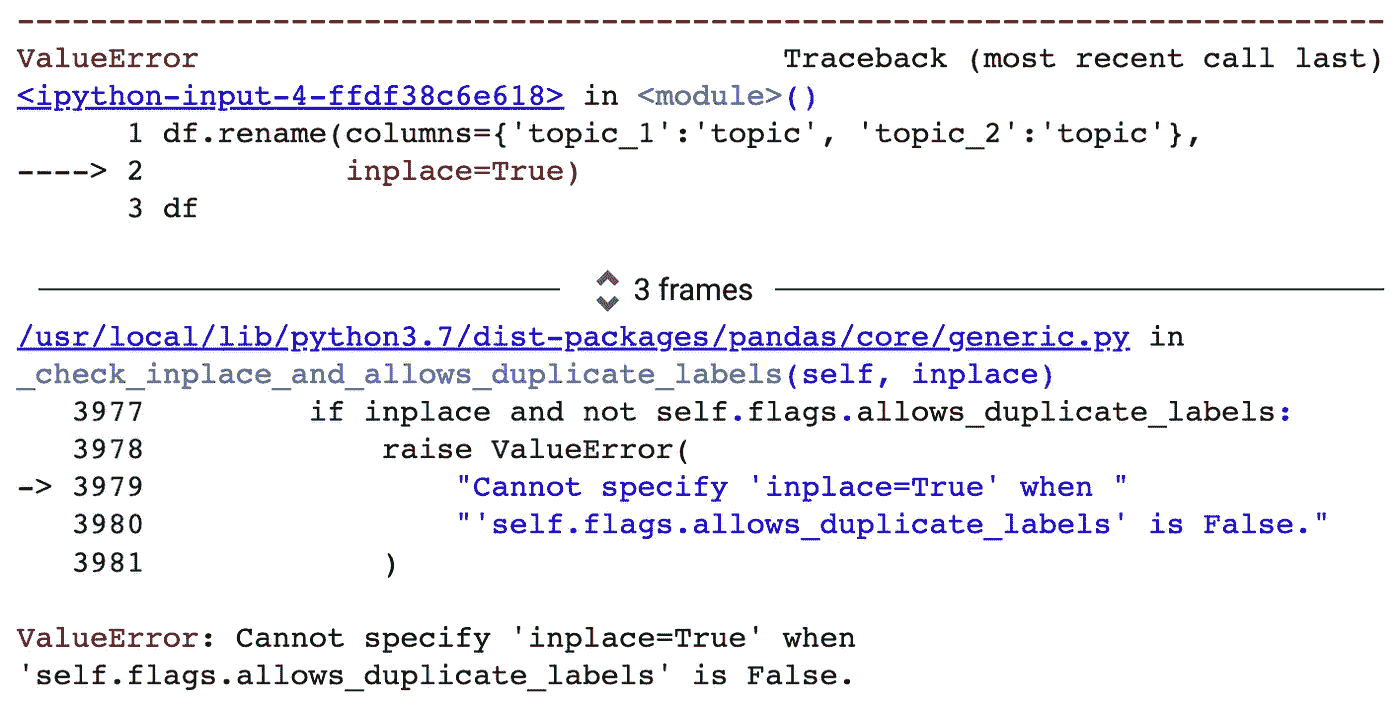 ---------------------------------------------------------------------------
ValueError                                Traceback (most recent call last)
<ipython-input-4-ffdf38c6e618> in <module>()
      1 df.rename(columns={'topic_1':'topic', 'topic_2':'topic'},
----> 2           inplace=True)
      3 df
3 frames
/usr/local/lib/python3.7/dist-packages/pandas/core/generic.py in
_check_inplace_and_allows_duplicate_labels(self, inplace)
   3977         if inplace and not self.flags.allows_duplicate_labels:
   3978             raise ValueError(
-> 3979                 "Cannot specify 'inplace=True' when "
   3980                 "'self.flags.allows_duplicate_labels' is False."
   3981             )
ValueError: Cannot specify 'inplace=True' when
'self.flags.allows_duplicate_labels' is False.